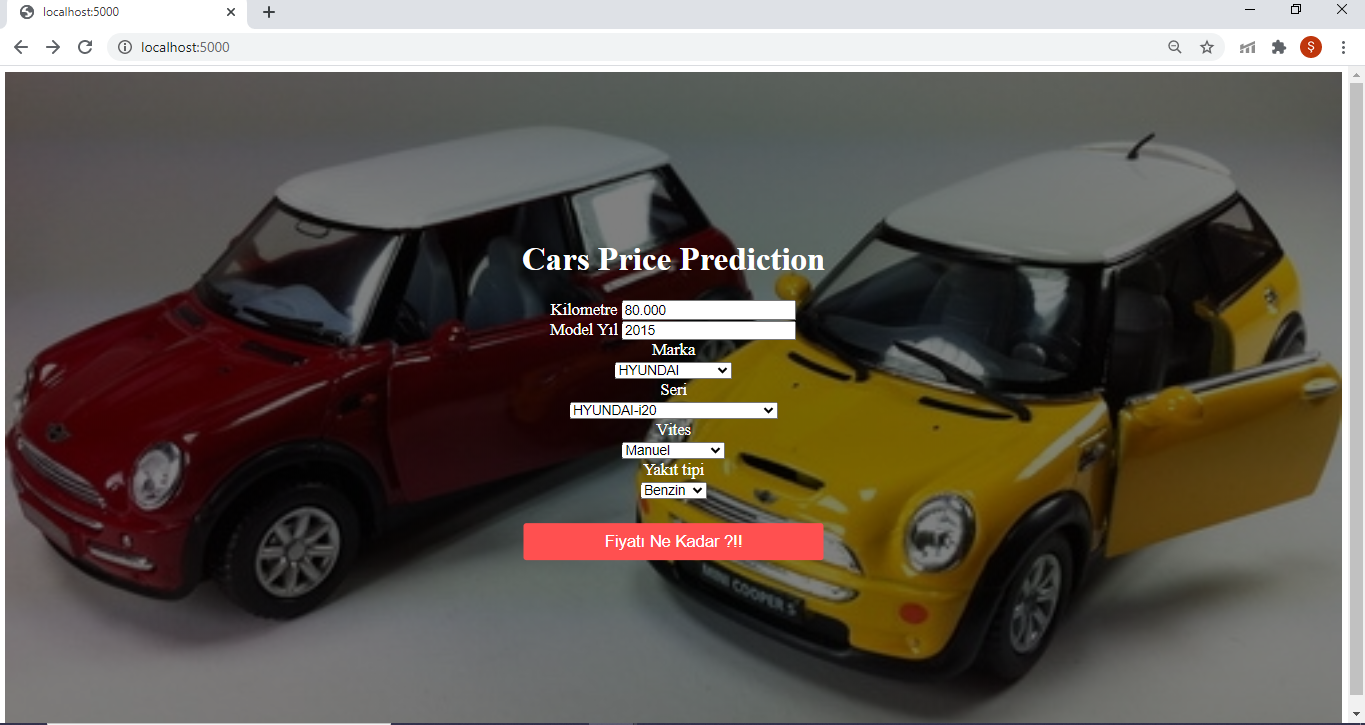 localhost:5000
localhost:5000
Ş
Cars Price Prediction
Kilometre 80.000
Model Yıl 2015
Marka
HYUNDAI
Seri
HYUNDAI-i20
Vites
Manuel
Yakıt tipi
Benzin
Fiyatı Ne Kadar ?!!
MINI COOPER S